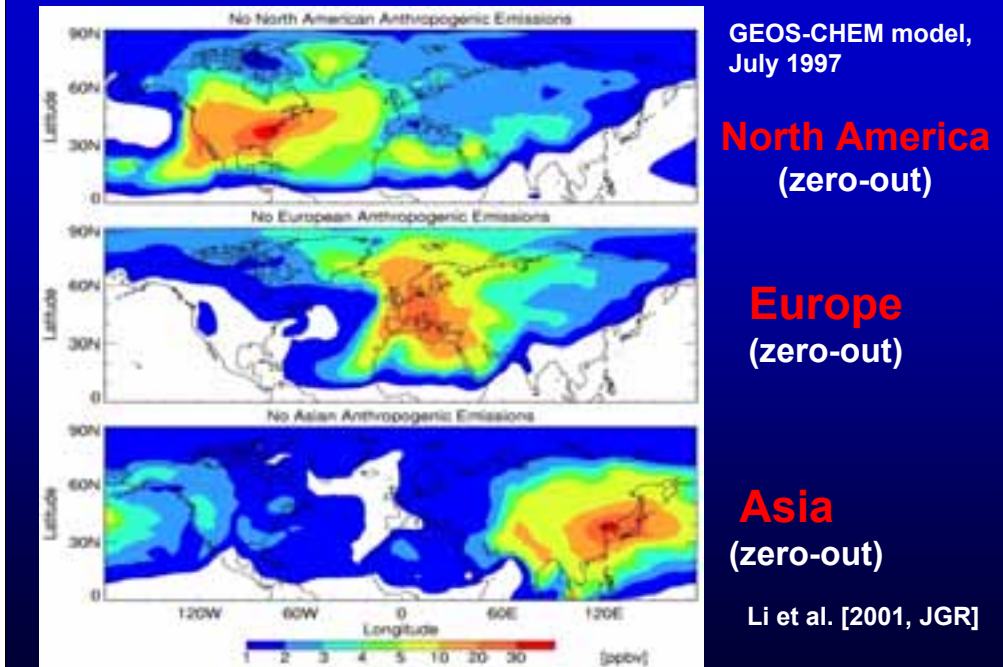 No North American Anthropogenic Emissions
90N
60N
30N
0
Latitude
GEOS-CHEM model,
July 1997
North America
(zero-out)
No European Anthropogenic Emissions
90N
60N
30N
0
Latitude
Europe
(zero-out)
No Asian Anthropogenic Emissions
90N
60N
30N
0
Latitude
120W 60W 0 60E 120E
Longitude
1 2 3 4 5 10 20 30 [ppbv]
Asia
(zero-out)
Li et al. [2001, JGR]